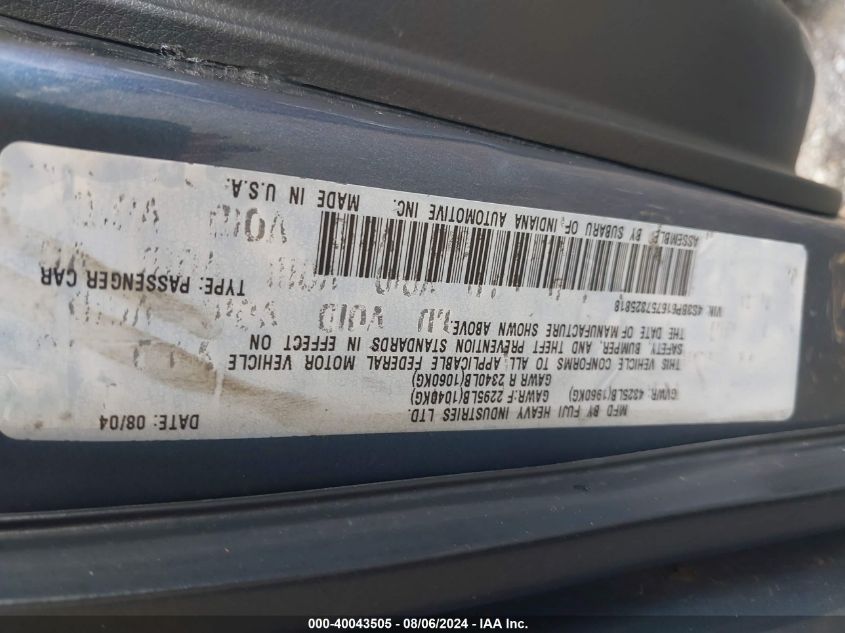 MFD BY FUJI HEAVY INDUSTRIES LTD. DATE: 08/04
GVWR: 4325LB(1960KG) GAWR:F 2295LB(1040KG)
GAWR R 2340LB(1060KG)
THIS VEHICLE CONFORMS TO ALL APPLICABLE FEDERAL MOTOR VEHICLE
SAFETY BUMPER, AND THEFT PREVENTION STANDARDS IN EFFECT ON
THE DATE OF MANUFACTURE SHOWN ABOVE.
VIN: 4S3BP616757325818 TYPE: PASSENGER CAR
ASSEMBLED BY SUBARU OF INDIANA AUTOMOTIVE INC. MADE IN U.S.A.
VOID VOID VOID
000-40043505 - 08/06/2024 - IAA Inc.